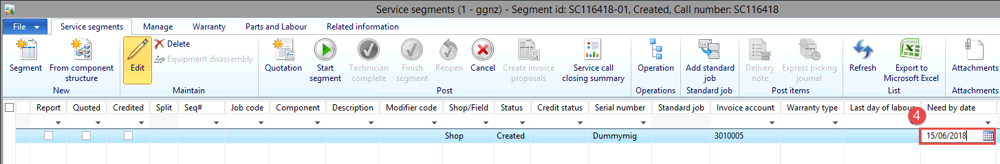 Service segments (1 - ggnz) - Segment id: SC116418-01, Created, Call number: SC116418
File Service segments Manage Warranty Parts and Labour Related information
Segment
From component structure
New
Edit
Delete
Equipment disassembly
Maintain
Quotation
Start segment
Technician complete
Finish segment
Reopen
Cancel
Create invoice proposals
Service call closing summary
Post
Operation
Operations
Add standard job
Standard job
Delivery note
Express picking journal
Post items
Refresh
Export to Microsoft Excel
List
Attachments
Attachments
Report Quoted Credited Split Seq# Job code Component Description Modifier code Shop/Field Status Credit status Serial number Standard job Invoice account Warranty type Last day of labour Need by date
4
Shop Created Dummymig 3010005 15/06/2018